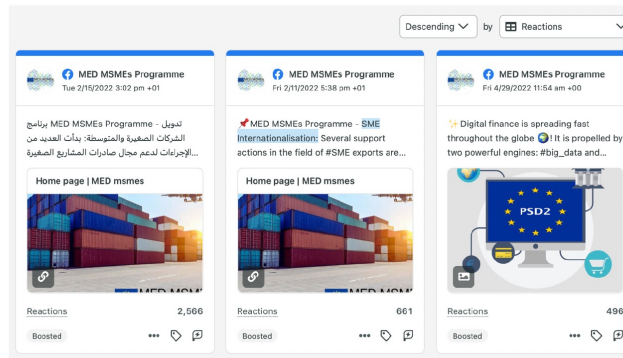 Descending
by
Reactions
MED MSMEs Programme
Tue 2/15/2022 3:02 pm +01
تدويل - MED MSMEs Programme برنامج
الشركات الصغيرة والمتوسطة: بدأت العديد من
الإجراءات لدعم مجال صادرات المشاريع الصغيرة...
Home page | MED msmes
Reactions
2,566
Boosted
MED MSMEs Programme
Fri 2/11/2022 5:38 pm +01
📌MED MSMEs Programme - SME
Internationalisation: Several support
actions in the field of #SME exports are...
Home page | MED msmes
Reactions
661
Boosted
MED MSMEs Programme
Fri 4/29/2022 11:54 am +00
✨Digital finance is spreading fast
throughout the globe 🌍! It is propelled by
two powerful engines: #big_data and...
PSD2
Reactions
496
Boosted